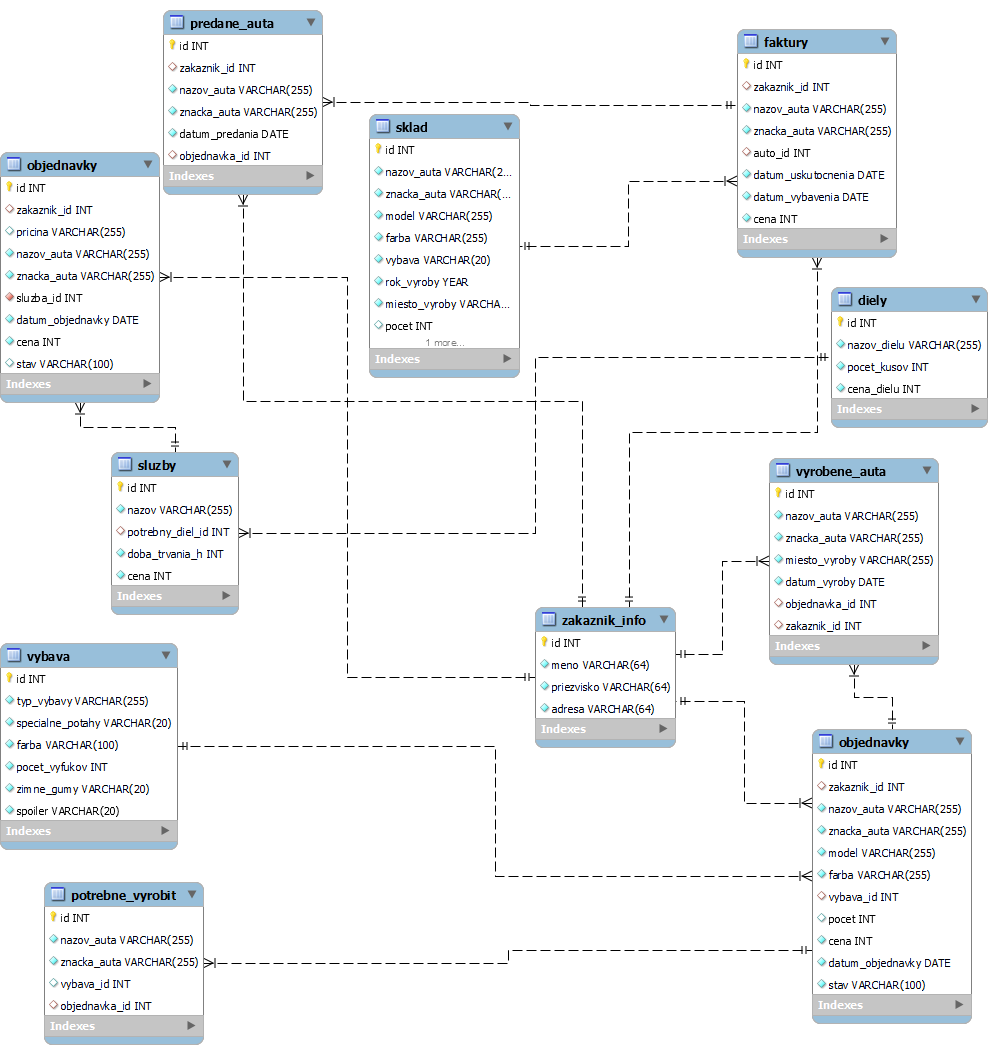 predane_auta
id INT
zakaznik_id INT
nazov_auta VARCHAR(255)
znacka_auta VARCHAR(255)
datum_predania DATE
objednavka_id INT
Indexes
faktury
id INT
zakaznik_id INT
nazov_auta VARCHAR(255)
znacka_auta VARCHAR(255)
auto_id INT
datum_uskutocnenia DATE
datum_vybavenia DATE
cena INT
Indexes
sklad
id INT
nazov_auta VARCHAR(2...
znacka_auta VARCHAR(...
model VARCHAR(255)
farba VARCHAR(255)
vybava VARCHAR(20)
rok_vyroby YEAR
miesto_vyroby VARCHA...
pocet INT
1 more...
Indexes
objednavky
id INT
zakaznik_id INT
pricina VARCHAR(255)
nazov_auta VARCHAR(255)
znacka_auta VARCHAR(255)
sluzba_id INT
datum_objednavky DATE
cena INT
stav VARCHAR(100)
Indexes
diely
id INT
nazov_dielu VARCHAR(255)
pocet_kusov INT
cena_dielu INT
Indexes
sluzby
id INT
nazov VARCHAR(255)
potrebny_diel_id INT
doba_trvania_h INT
cena INT
Indexes
vyrobene_auta
id INT
nazov_auta VARCHAR(255)
znacka_auta VARCHAR(255)
miesto_vyroby VARCHAR(255)
datum_vyroby DATE
objednavka_id INT
zakaznik_id INT
Indexes
zakaznik_info
id INT
meno VARCHAR(64)
priezvisko VARCHAR(64)
adresa VARCHAR(64)
Indexes
vybava
id INT
typ_vybavy VARCHAR(255)
specialne_potahy VARCHAR(20)
farba VARCHAR(100)
pocet_vyfukov INT
zimne_gumy VARCHAR(20)
spoiler VARCHAR(20)
Indexes
objednavky
id INT
zakaznik_id INT
nazov_auta VARCHAR(255)
znacka_auta VARCHAR(255)
model VARCHAR(255)
farba VARCHAR(255)
vybava_id INT
pocet INT
cena INT
datum_objednavky DATE
stav VARCHAR(100)
Indexes
potrebne_vyrobit
id INT
nazov_auta VARCHAR(255)
znacka_auta VARCHAR(255)
vybava_id INT
objednavka_id INT
Indexes